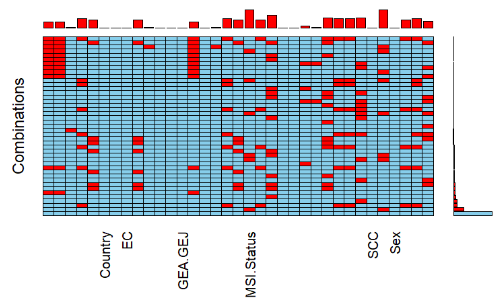 Combinations
Country
EC
GEA.GEJ
MSI.Status
SCC
Sex